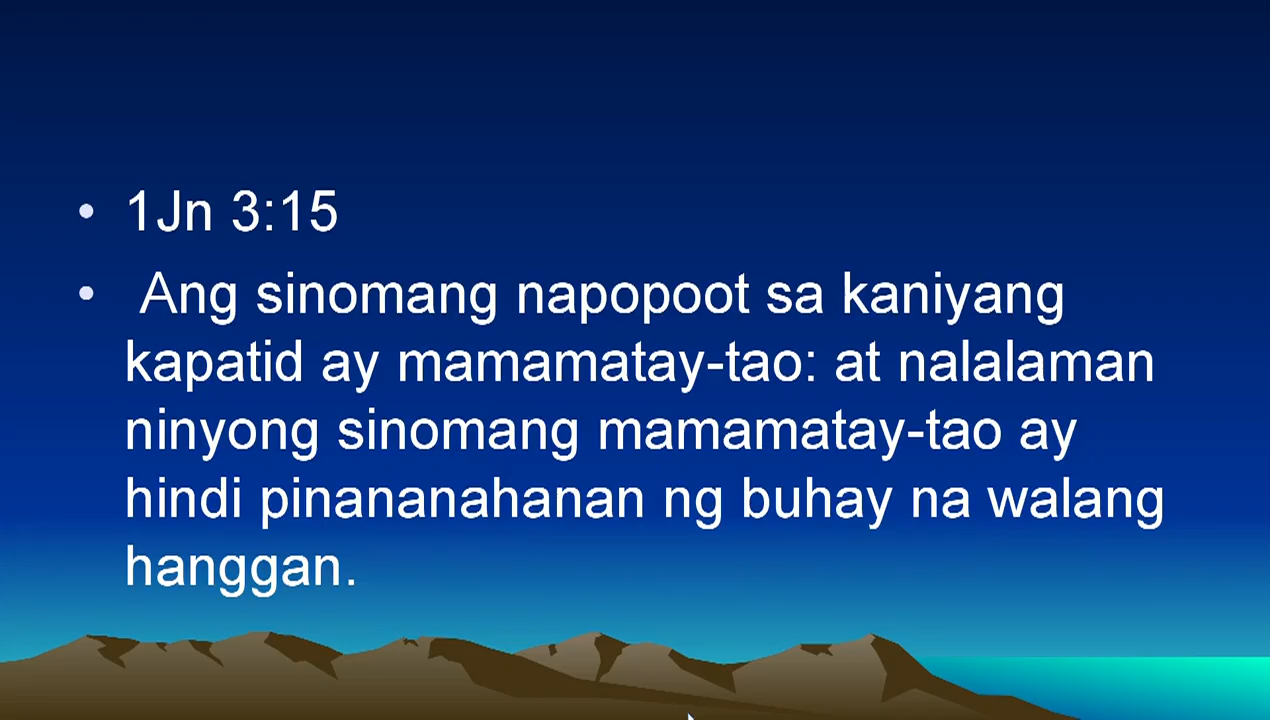 • 1Jn 3:15
• Ang sinomang napopoot sa kaniyang
kapatid ay mamamatay-tao: at nalalaman
ninyong sinomang mamamatay-tao ay
hindi pinananahanan ng buhay na walang
hanggan.